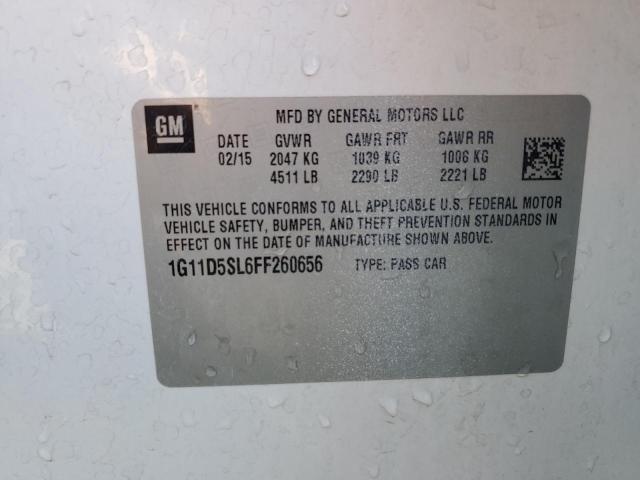 GM
MFD BY GENERAL MOTORS LLC
DATE GVWR GAWR FRT GAWR RR
02/15 2047 KG 1039 KG 1006 KG
4511 LB 2290 LB 2221 LB
THIS VEHICLE CONFORMS TO ALL APPLICABLE U.S. FEDERAL MOTOR
VEHICLE SAFETY, BUMPER, AND THEFT PREVENTION STANDARDS IN
EFFECT ON THE DATE OF MANUFACTURE SHOWN ABOVE.
1G11D5SL6FF260656 TYPE: PASS CAR